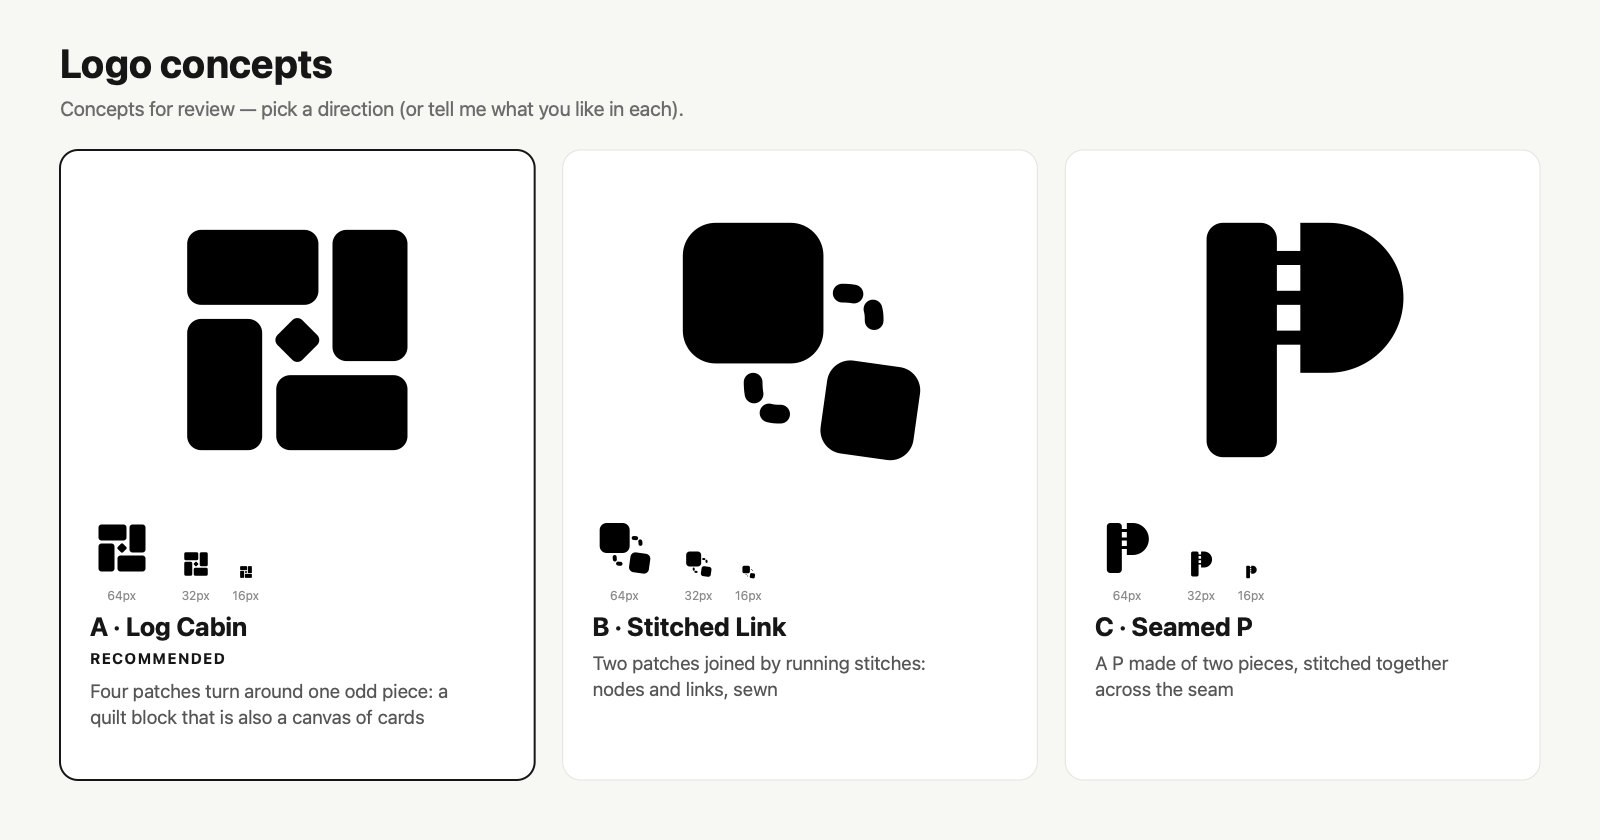 Logo concepts
Concepts for review — pick a direction (or tell me what you like in each).
64px 32px 16px
A · Log Cabin
RECOMMENDED
Four patches turn around one odd piece: a
quilt block that is also a canvas of cards
64px 32px 16px
B · Stitched Link
Two patches joined by running stitches:
nodes and links, sewn
64px 32px 16px
C · Seamed P
A P made of two pieces, stitched together
across the seam